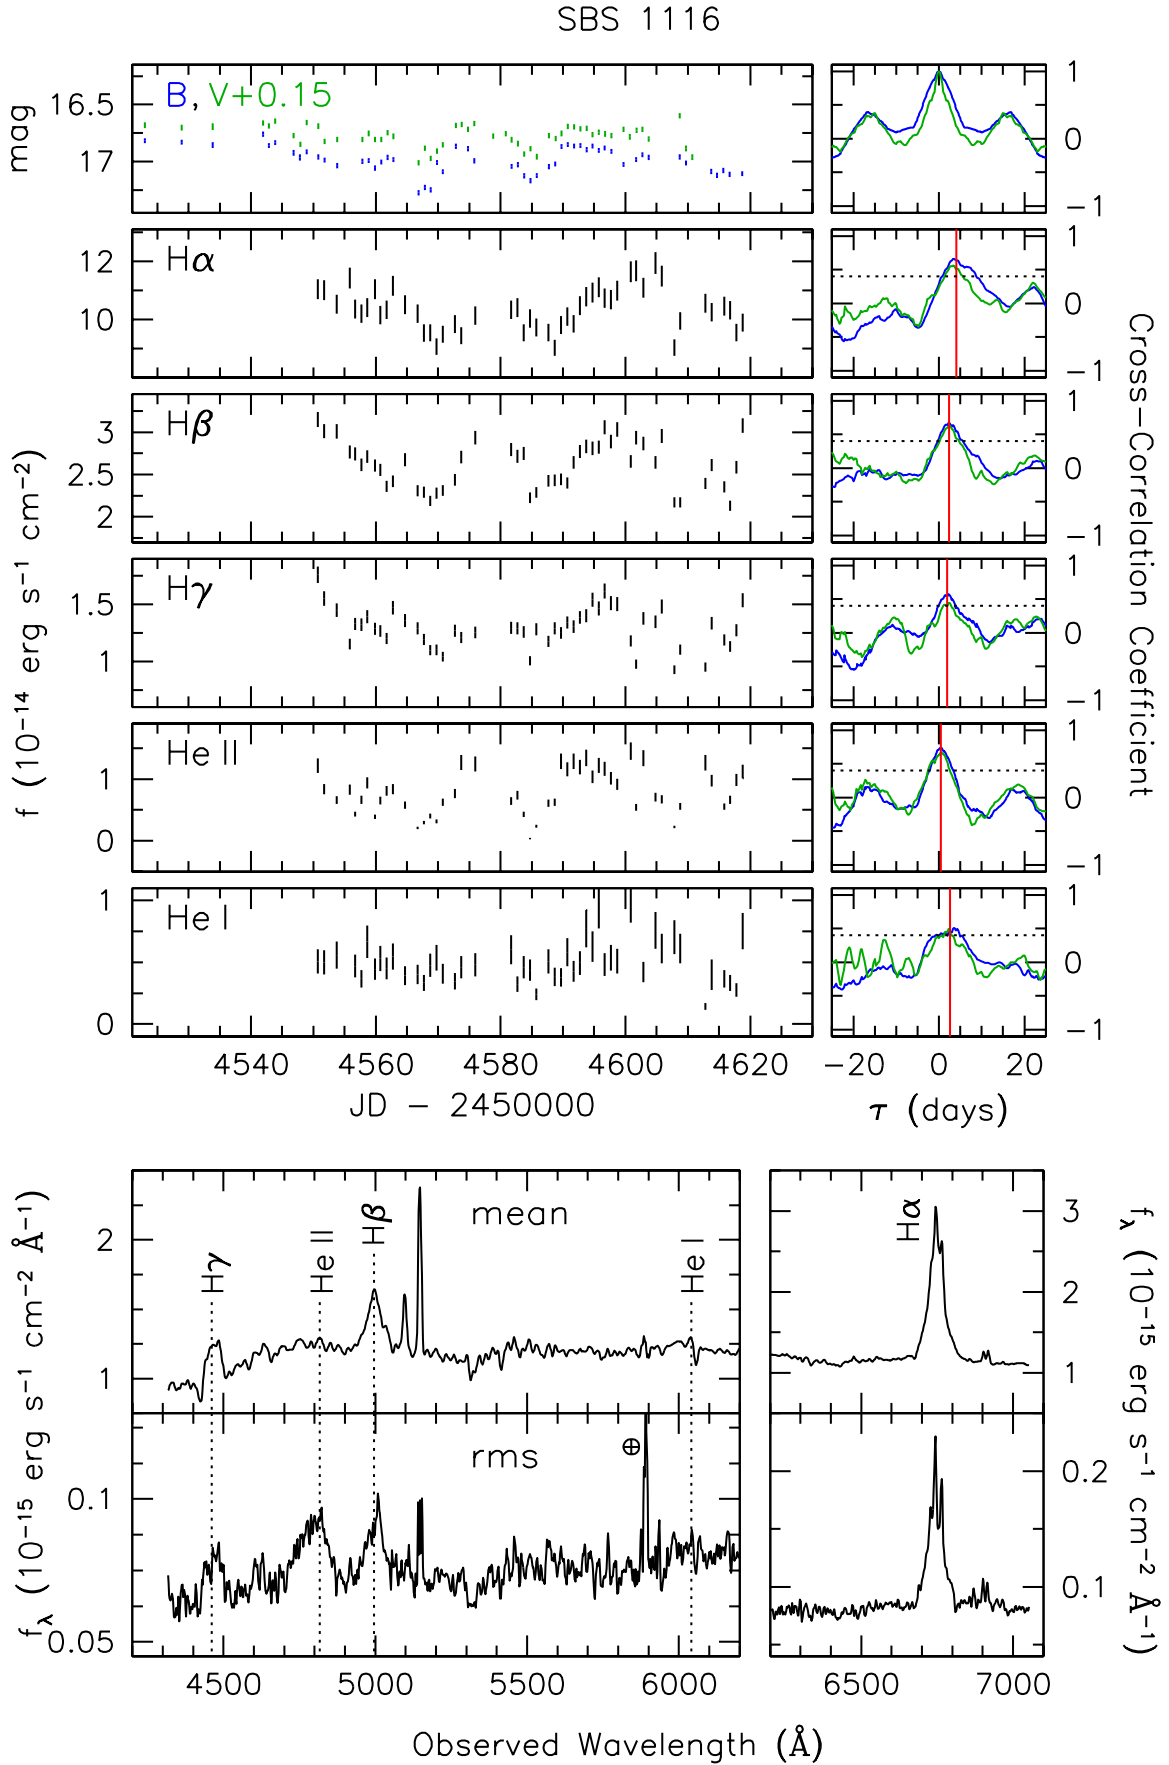 SBS 1116
B, V+0.15
mag
16.5
17
1
0
−1
Hα
12
10
1
0
−1
Hβ
3
2.5
2
1
0
−1
Hγ
1.5
1
1
0
−1
He II
1
0
1
0
−1
He I
1
0.5
0
1
0
−1
f (10⁻¹⁴ erg s⁻¹ cm⁻²)
Cross−Correlation Coefficient
4540 4560 4580 4600 4620
−20 0 20
JD − 2450000
τ (days)
mean
Hγ
He II
Hβ
He I
Hα
2
1
3
2
1
rms
⊕
0.1
0.05
0.2
0.1
f_λ (10⁻¹⁵ erg s⁻¹ cm⁻² Å⁻¹)
f_λ (10⁻¹⁵ erg s⁻¹ cm⁻² Å⁻¹)
4500 5000 5500 6000
6500 7000
Observed Wavelength (Å)